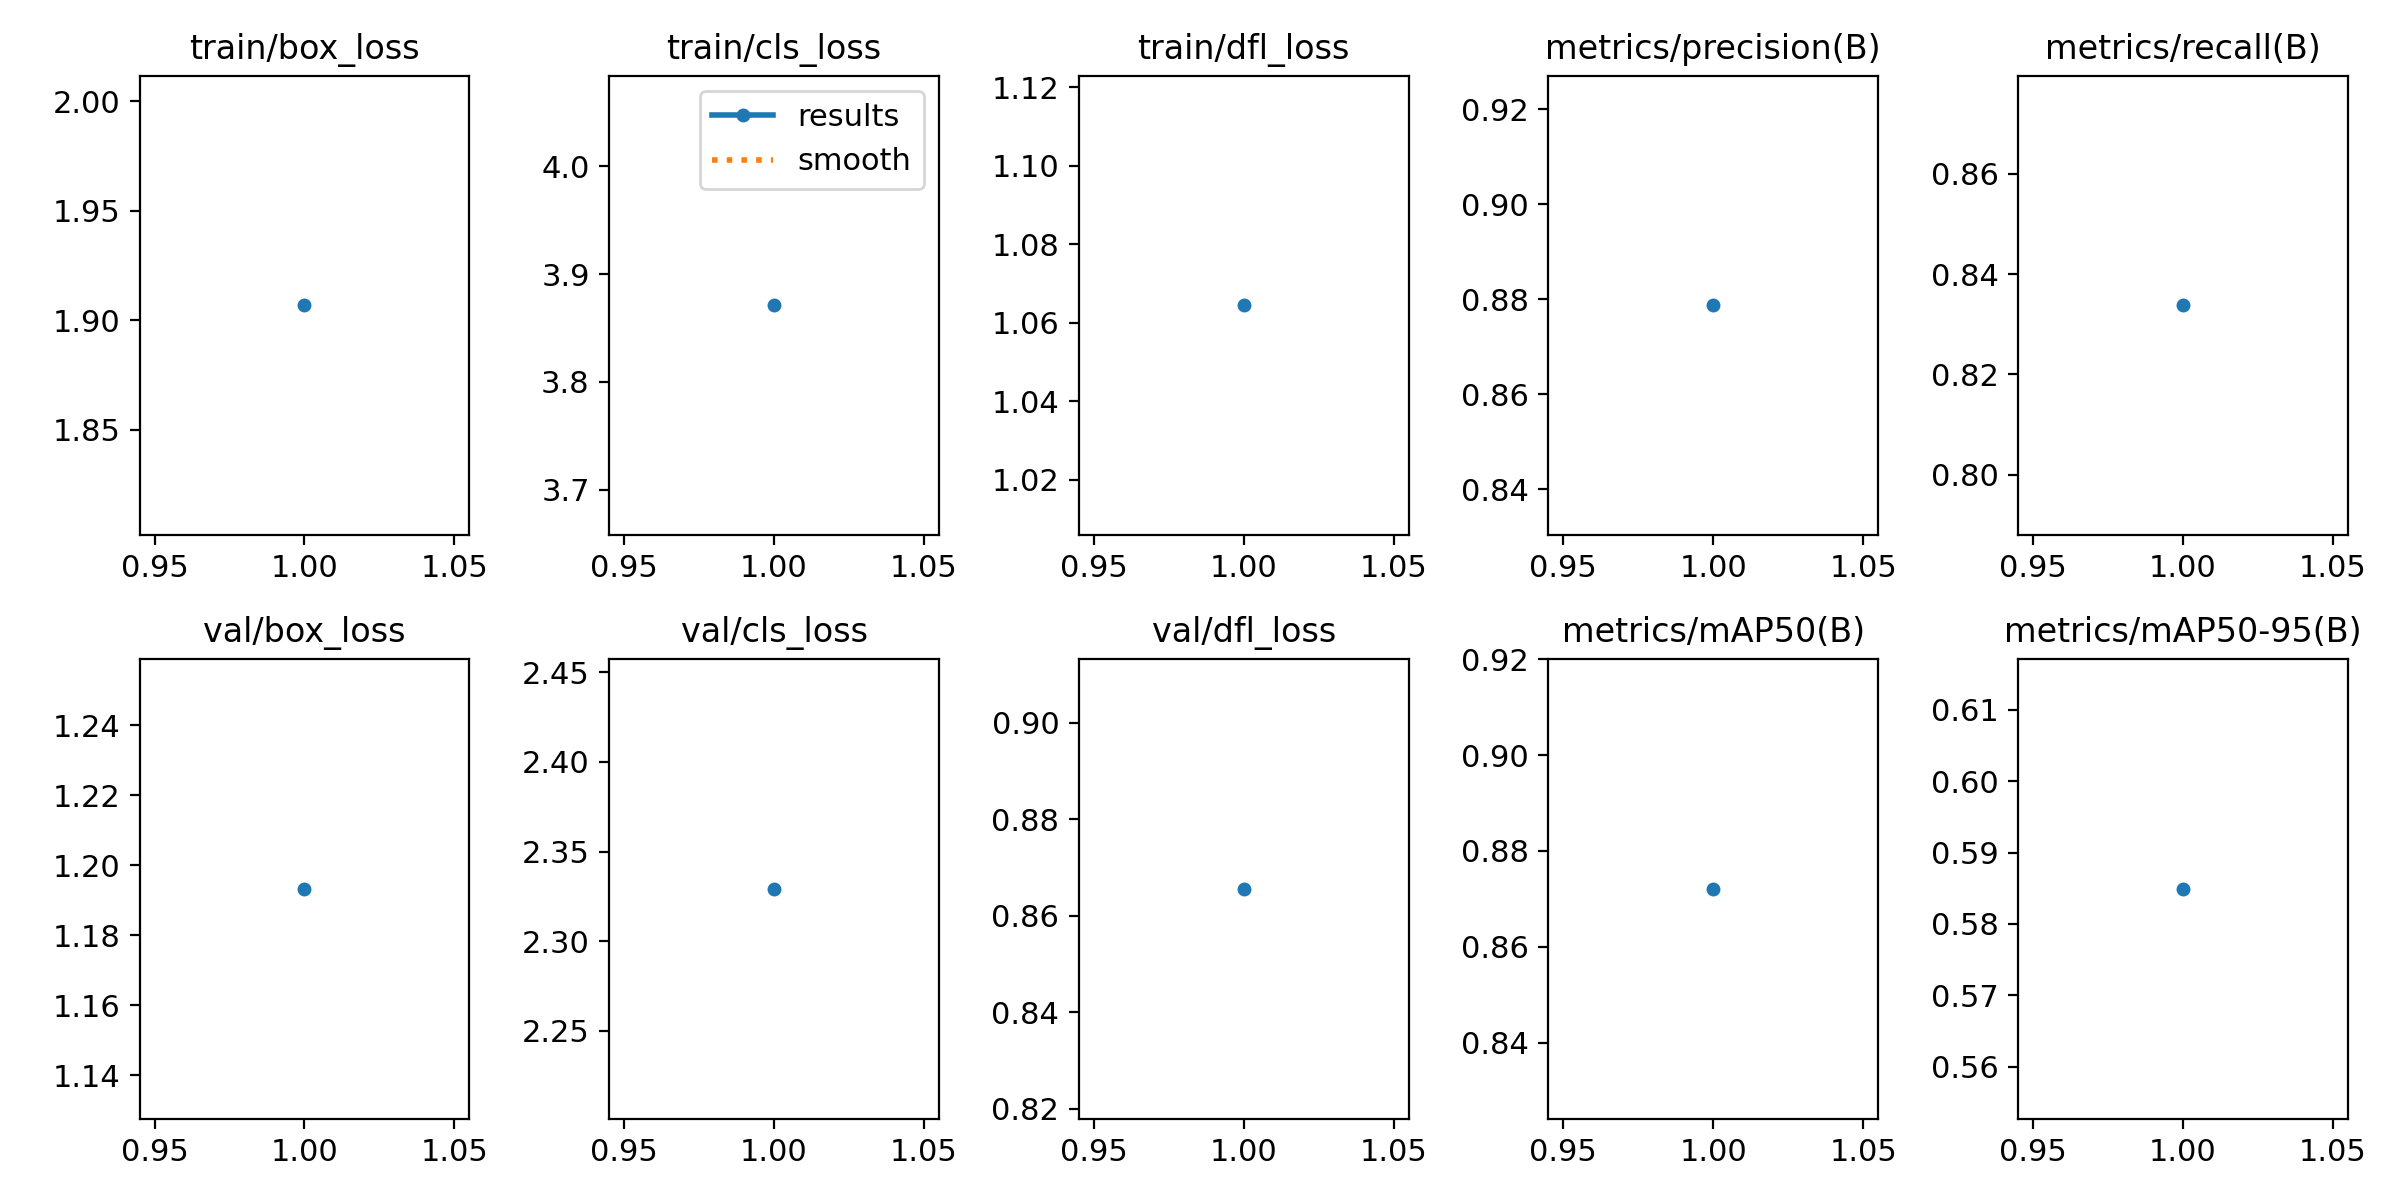 train/box_loss
2.00
1.95
1.90
1.85
0.95 1.00 1.05
train/cls_loss
results
smooth
4.0
3.9
3.8
3.7
0.95 1.00 1.05
train/dfl_loss
1.12
1.10
1.08
1.06
1.04
1.02
0.95 1.00 1.05
metrics/precision(B)
0.92
0.90
0.88
0.86
0.84
0.95 1.00 1.05
metrics/recall(B)
0.86
0.84
0.82
0.80
0.95 1.00 1.05
val/box_loss
1.24
1.22
1.20
1.18
1.16
1.14
0.95 1.00 1.05
val/cls_loss
2.45
2.40
2.35
2.30
2.25
0.95 1.00 1.05
val/dfl_loss
0.90
0.88
0.86
0.84
0.82
0.95 1.00 1.05
metrics/mAP50(B)
0.92
0.90
0.88
0.86
0.84
0.95 1.00 1.05
metrics/mAP50-95(B)
0.61
0.60
0.59
0.58
0.57
0.56
0.95 1.00 1.05